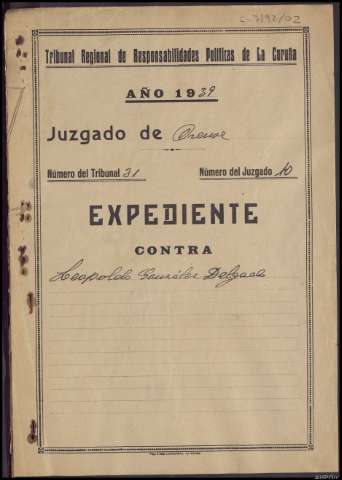 C-7192/02
Tribunal Regional de Responsabilidades Políticas de La Coruña
AÑO 1939
Juzgado de Orense
Número del Tribunal 31 Número del Juzgado 10
EXPEDIENTE
CONTRA
Leopoldo González Delgado